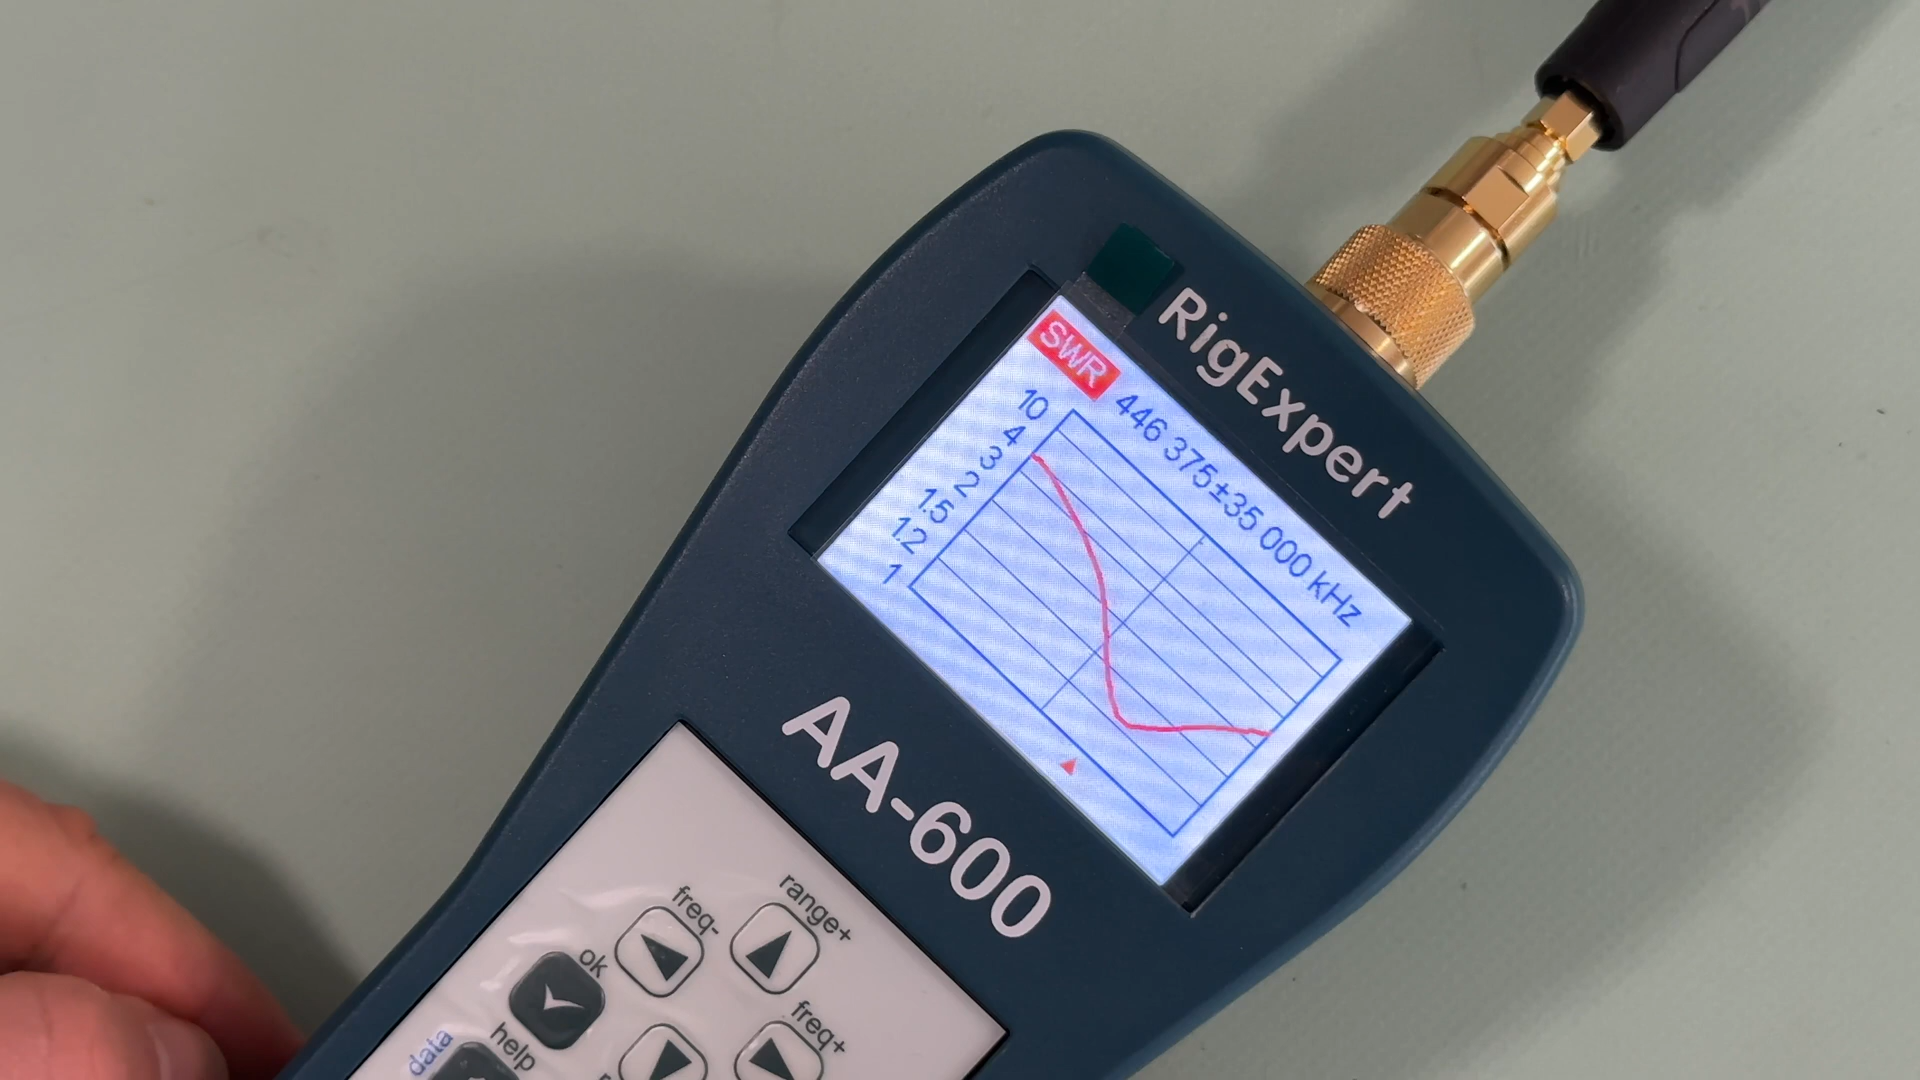 RigExpert
SWR
446 375±35 000 kHz
10
4
3
2
1.5
1.2
1
AA-600
range+
freq-
ok
freq+
help
data